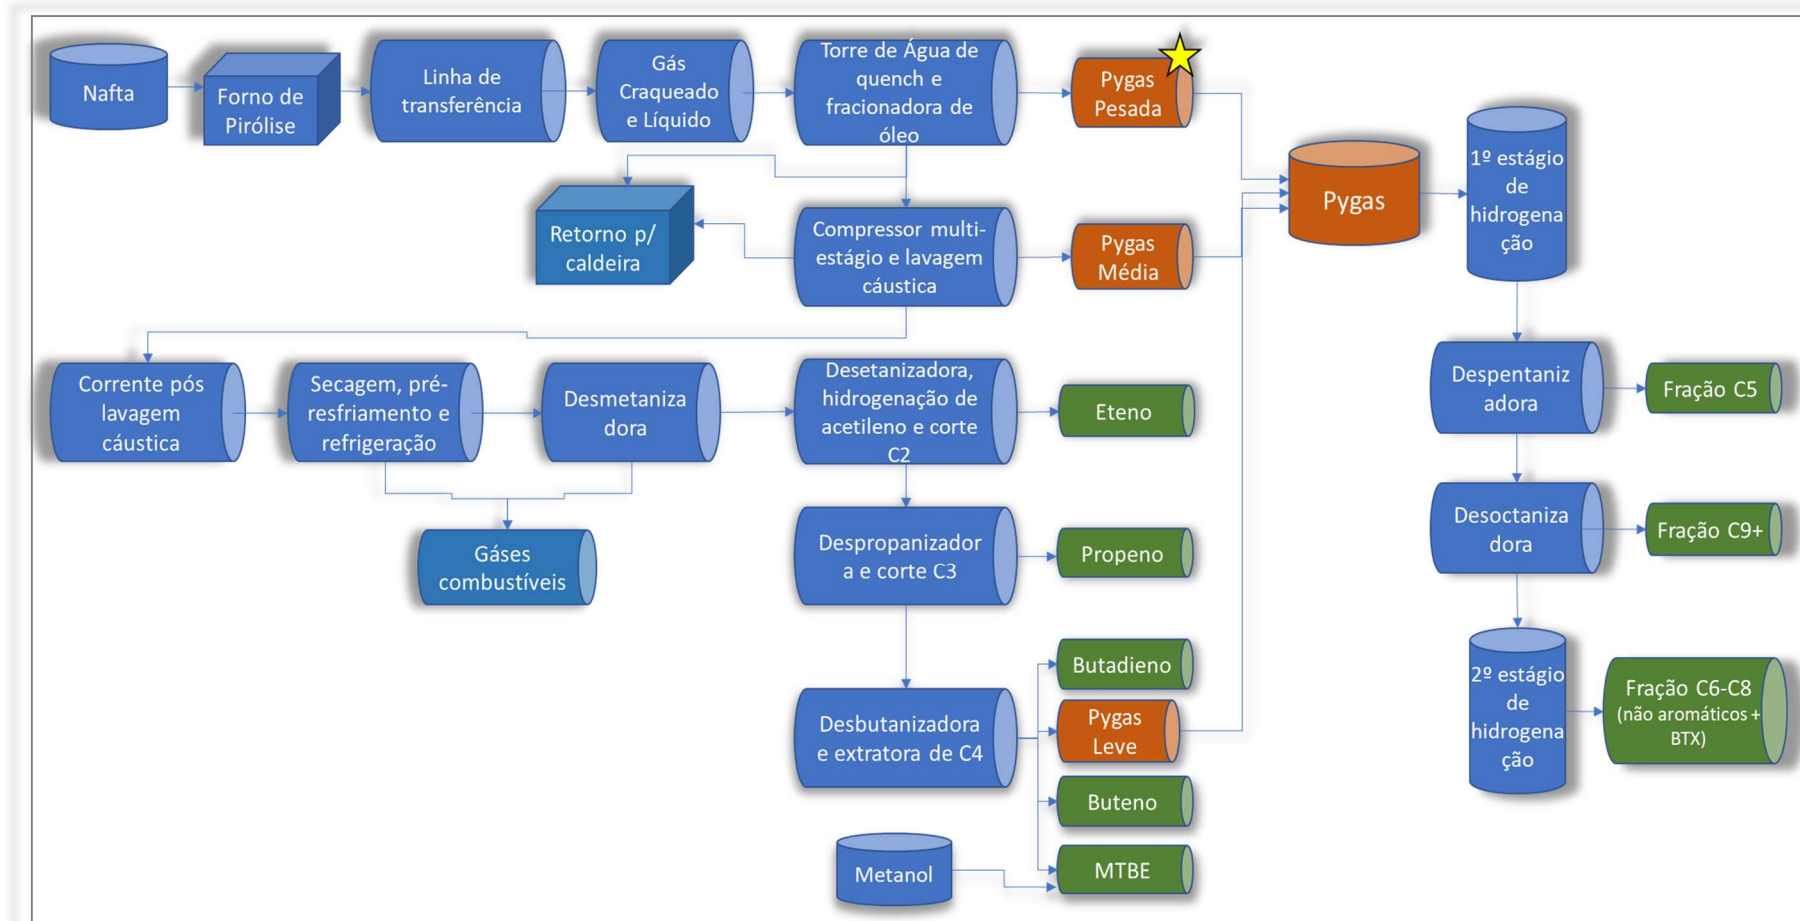 Nafta
Forno de
Pirólise
Linha de
transferência
Gás
Craqueado
e Líquido
Torre de Água de
quench e
fracionadora de
óleo
Pygas
Pesada
Pygas
1º estágio
de
hidrogena
ção
Retorno p/
caldeira
Compressor multi-
estágio e lavagem
cáustica
Pygas
Média
Corrente pós
lavagem
cáustica
Secagem, pré-
resfriamento e
refrigeração
Desmetaniza
dora
Desetanizadora,
hidrogenação de
acetileno e corte
C2
Eteno
Despentaniz
adora
Fração C5
Gáses
combustíveis
Despropanizador
a e corte C3
Propeno
Desoctaniza
dora
Fração C9+
Desbutanizadora
e extratora de C4
Butadieno
Pygas
Leve
Buteno
MTBE
Metanol
2º estágio
de
hidrogena
ção
Fração C6-C8
(não aromáticos +
BTX)